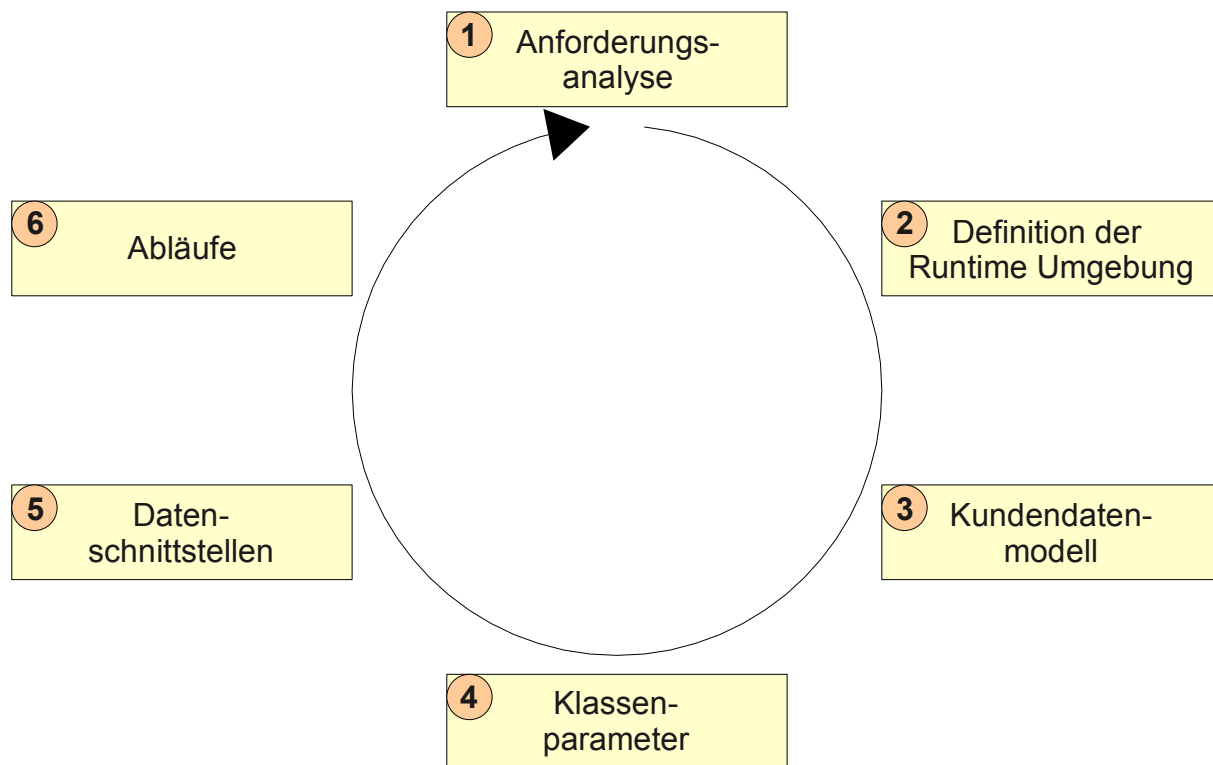 1
Anforderungs-
analyse
2
Definition der
Runtime Umgebung
3
Kundendaten-
modell
4
Klassen-
parameter
5
Daten-
schnittstellen
6
Abläufe